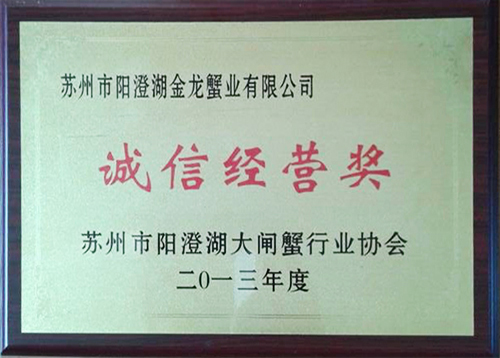 苏州市阳澄湖金龙蟹业有限公司
诚信经营奖
苏州市阳澄湖大闸蟹行业协会
二0一三年度